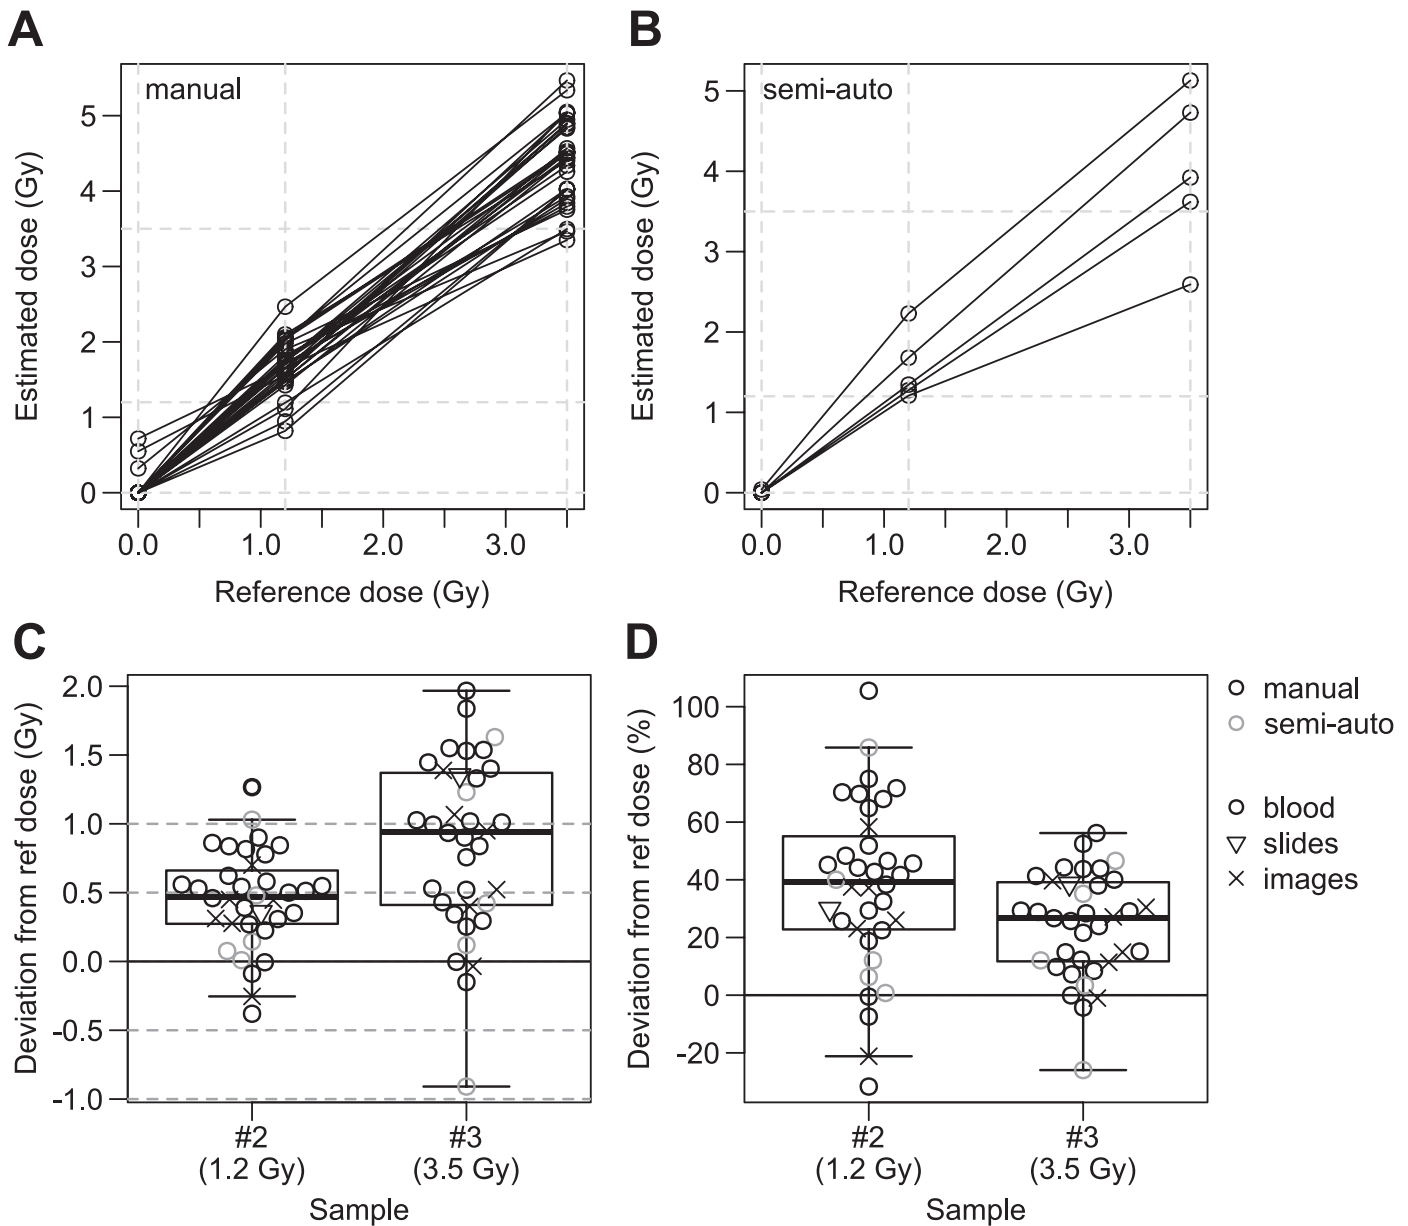 A
manual
Estimated dose (Gy)
5
4
3
2
1
0
0.0 1.0 2.0 3.0
Reference dose (Gy)
B
semi-auto
Estimated dose (Gy)
5
4
3
2
1
0
0.0 1.0 2.0 3.0
Reference dose (Gy)
C
Deviation from ref dose (Gy)
2.0
1.5
1.0
0.5
0.0
-0.5
-1.0
#2 #3
(1.2 Gy) (3.5 Gy)
Sample
D
Deviation from ref dose (%)
100
80
60
40
20
0
-20
#2 #3
(1.2 Gy) (3.5 Gy)
Sample
manual
semi-auto
blood
slides
images